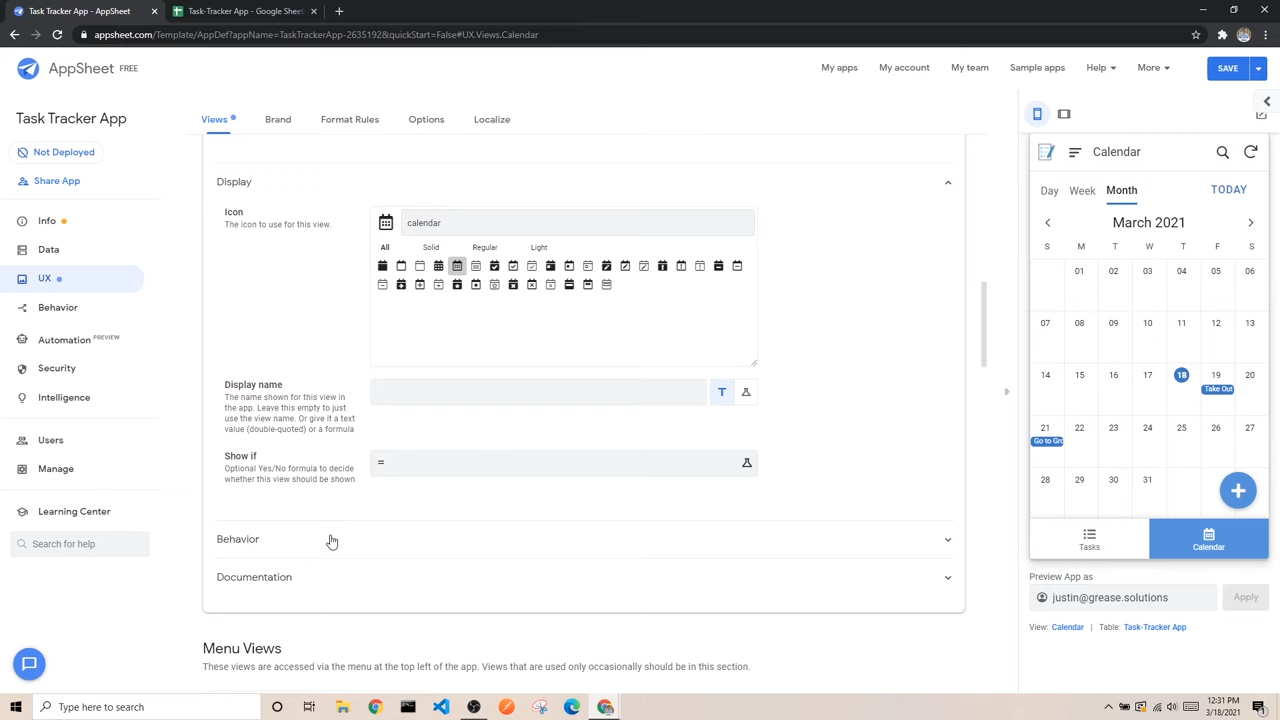 Task Tracker App - AppSheet
Task-Tracker App - Google Sheet
appsheet.com/Template/AppDef?appName=TaskTrackerApp-2635192&quickStart=False#UX.Views.Calendar
AppSheet FREE
My apps
My account
My team
Sample apps
Help
More
SAVE
Task Tracker App
Not Deployed
Share App
Info
Data
UX
Behavior
Automation PREVIEW
Security
Intelligence
Users
Manage
Learning Center
Search for help
Views
Brand
Format Rules
Options
Localize
Display
Icon
The icon to use for this view.
calendar
All
Solid
Regular
Light
Display name
The name shown for this view in
the app. Leave this empty to just
use the view name. Or give it a text
value (double-quoted) or a formula
T
Show if
Optional Yes/No formula to decide
whether this view should be shown
=
Behavior
Documentation
Menu Views
These views are accessed via the menu at the top left of the app. Views that are used only occasionally should be in this section.
Calendar
Day Week Month TODAY
March 2021
S M T W T F S
01 02 03 04 05 06
07 08 09 10 11 12 13
14 15 16 17 18 19 20
Take Out
21 22 23 24 25 26 27
Go to Gro
28 29 30 31
Tasks
Calendar
Preview App as
justin@grease.solutions
Apply
View: Calendar | Table: Task-Tracker App
Type here to search
12:31 PM
3/18/2021